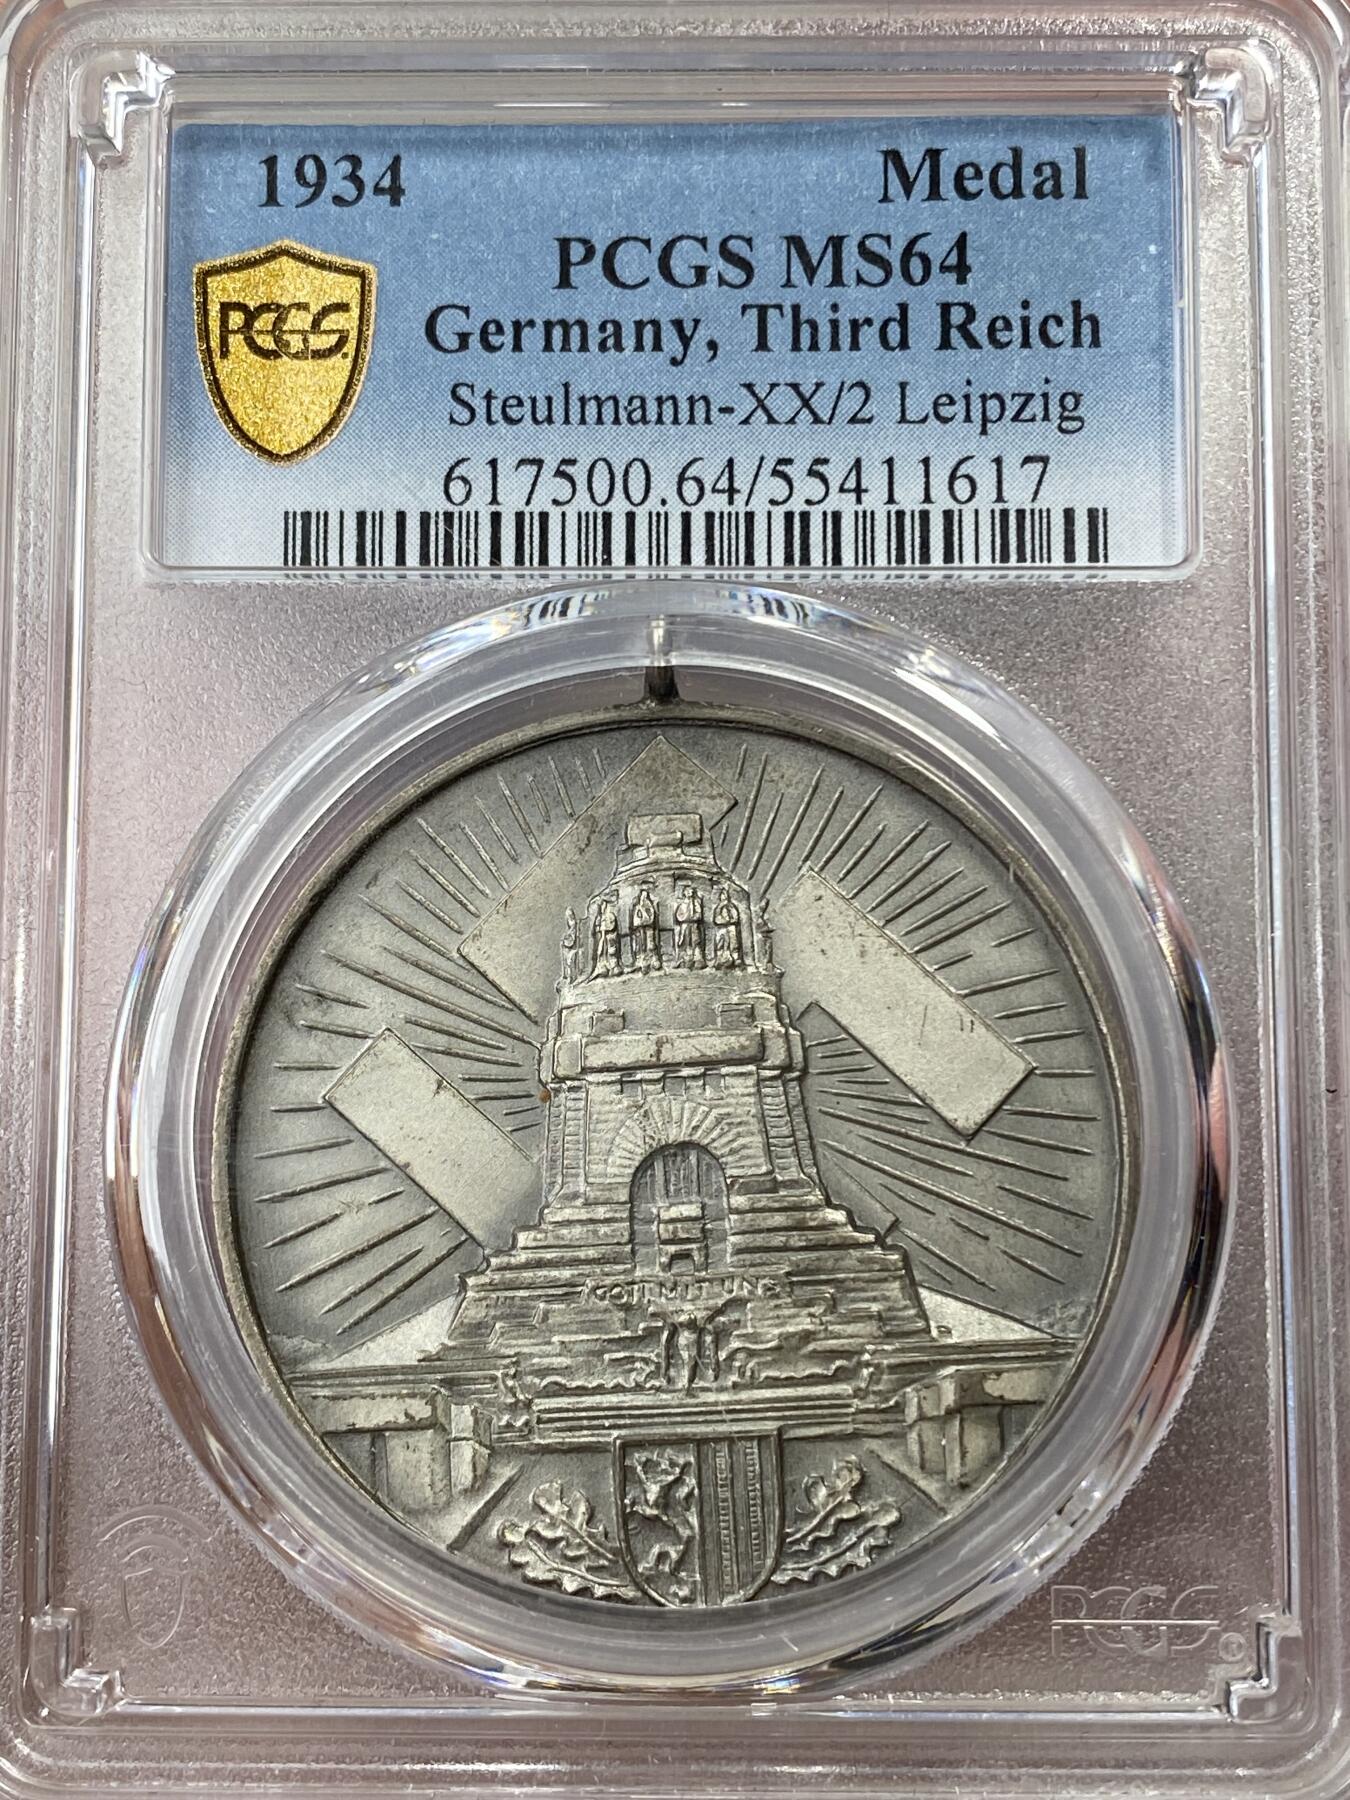 1934 Medal
PCGS MS64
Germany, Third Reich
PCGS
Steulmann-XX/2 Leipzig
617500.64/55411617
GOTT MIT UNS
PCGS